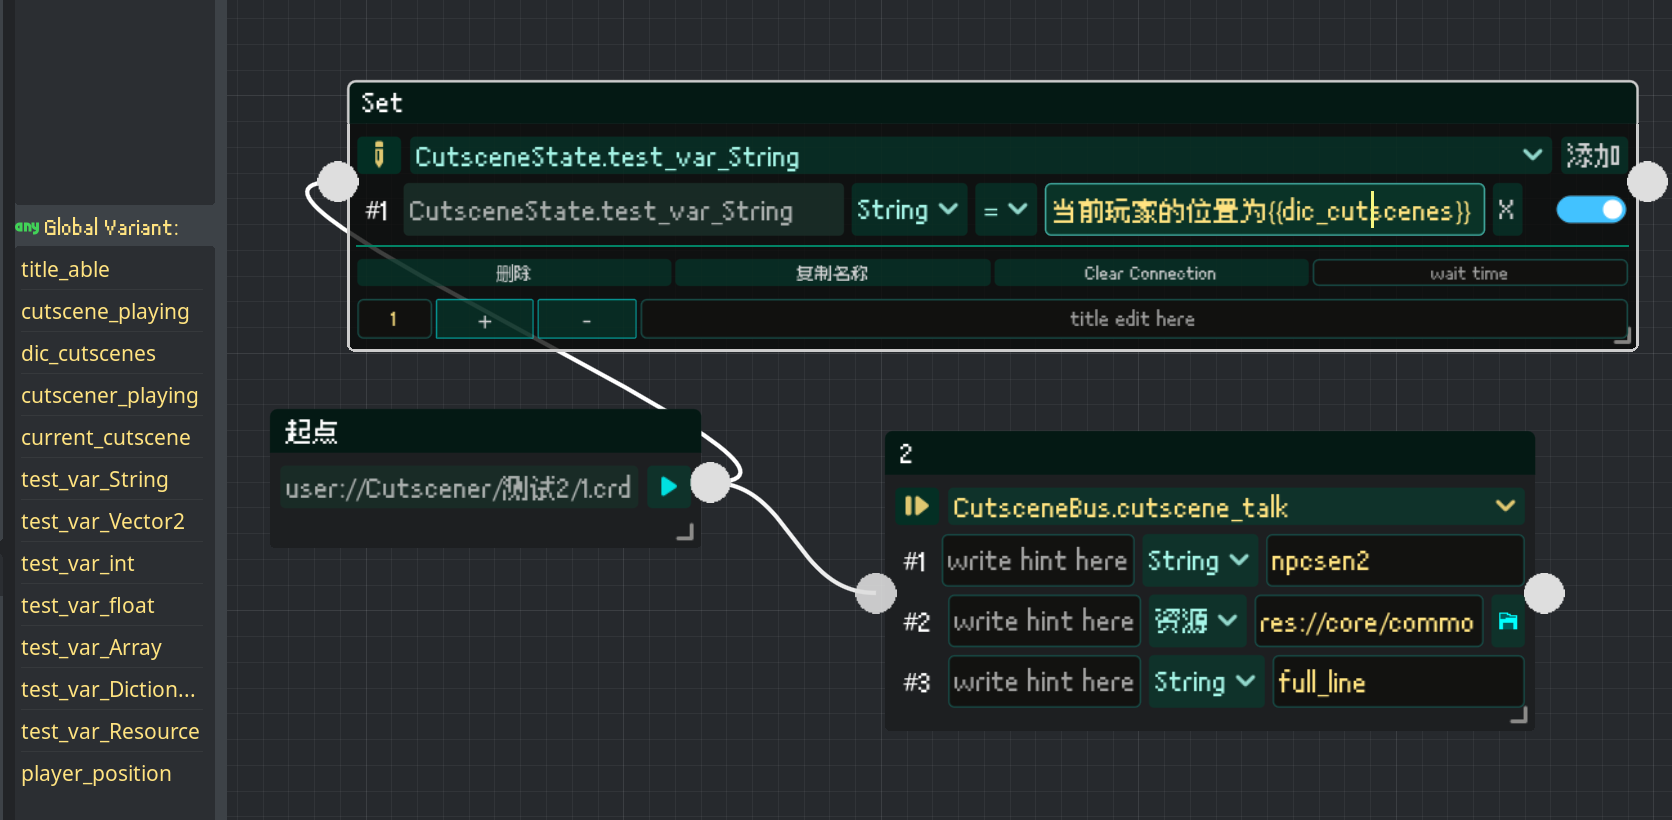 any Global Variant:
title_able
cutscene_playing
dic_cutscenes
cutscener_playing
current_cutscene
test_var_String
test_var_Vector2
test_var_int
test_var_float
test_var_Array
test_var_Diction...
test_var_Resource
player_position
Set
CutsceneState.test_var_String 添加
#1 CutsceneState.test_var_String String = 当前玩家的位置为{{dic_cutscenes}} X
删除 复制名称 Clear Connection wait time
1 + - title edit here
起点
user://Cutscener/测试2/1.crd
2
CutsceneBus.cutscene_talk
#1 write hint here String npcsen2
#2 write hint here 资源 res://core/commo
#3 write hint here String full_line